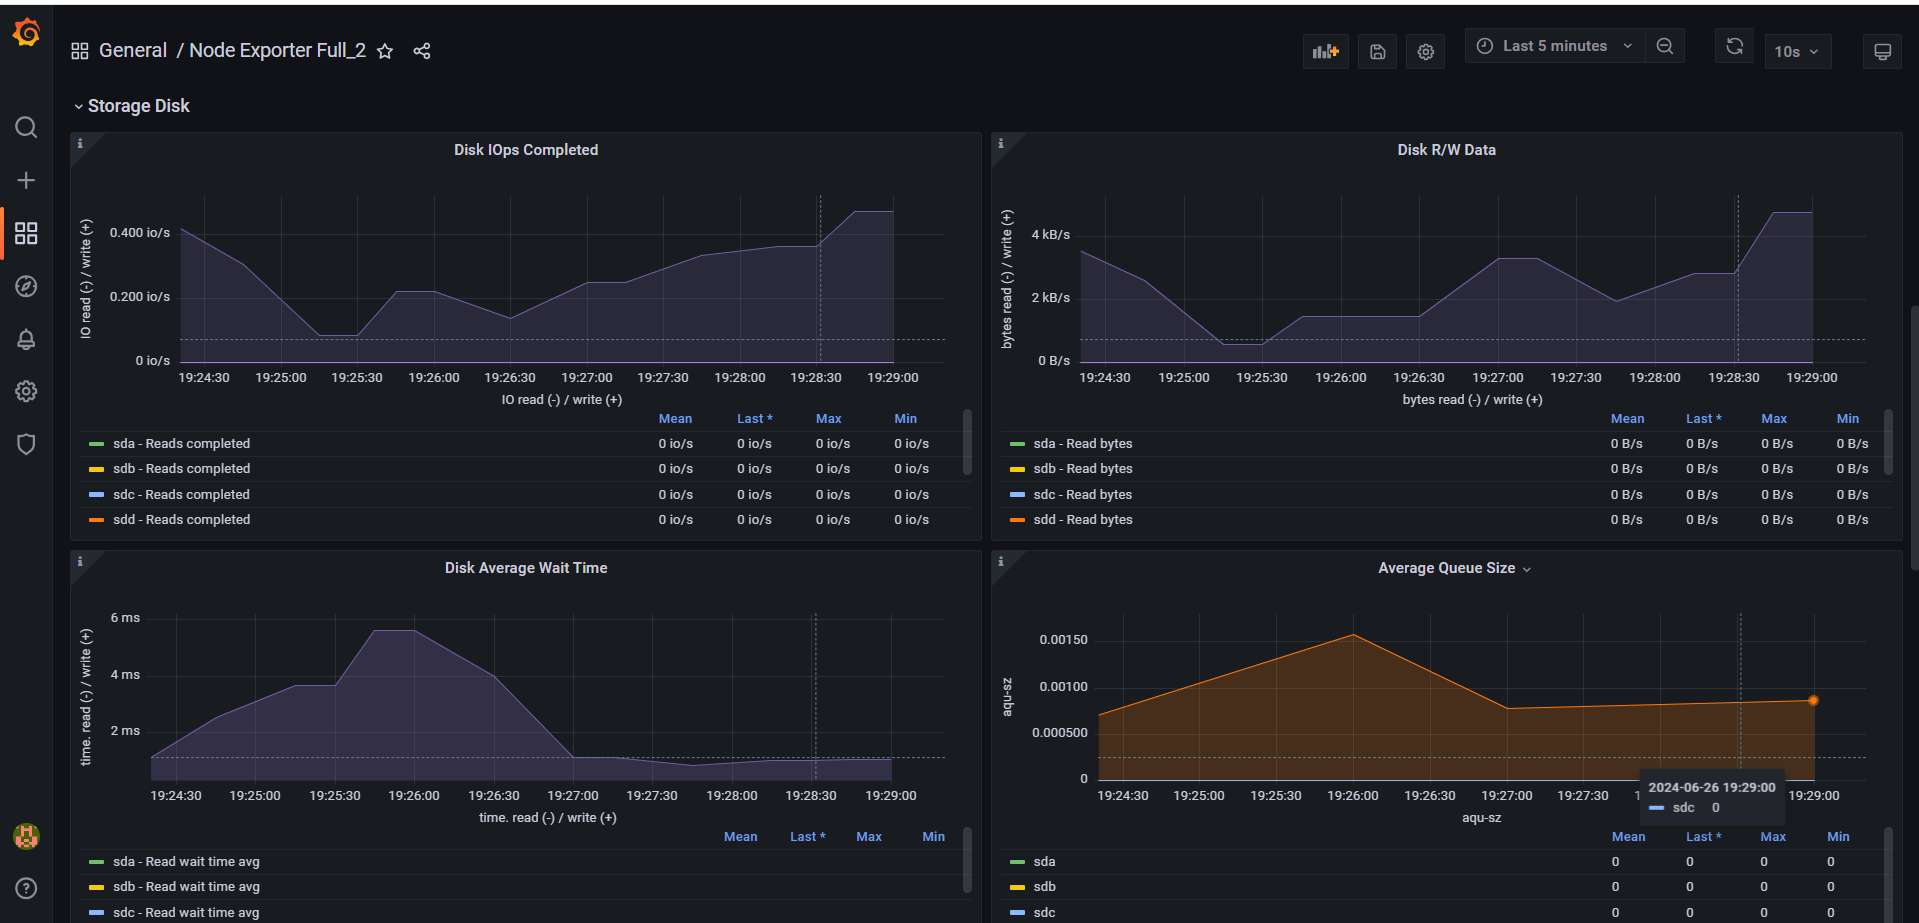 General / Node Exporter Full_2
Last 5 minutes
10s
Storage Disk
Disk IOps Completed
IO read (-) / write (+)
0.400 io/s
0.200 io/s
0 io/s
19:24:30 19:25:00 19:25:30 19:26:00 19:26:30 19:27:00 19:27:30 19:28:00 19:28:30 19:29:00
IO read (-) / write (+)
Mean Last * Max Min
sda - Reads completed 0 io/s 0 io/s 0 io/s 0 io/s
sdb - Reads completed 0 io/s 0 io/s 0 io/s 0 io/s
sdc - Reads completed 0 io/s 0 io/s 0 io/s 0 io/s
sdd - Reads completed 0 io/s 0 io/s 0 io/s 0 io/s
Disk R/W Data
bytes read (-) / write (+)
4 kB/s
2 kB/s
0 B/s
19:24:30 19:25:00 19:25:30 19:26:00 19:26:30 19:27:00 19:27:30 19:28:00 19:28:30 19:29:00
bytes read (-) / write (+)
Mean Last * Max Min
sda - Read bytes 0 B/s 0 B/s 0 B/s 0 B/s
sdb - Read bytes 0 B/s 0 B/s 0 B/s 0 B/s
sdc - Read bytes 0 B/s 0 B/s 0 B/s 0 B/s
sdd - Read bytes 0 B/s 0 B/s 0 B/s 0 B/s
Disk Average Wait Time
time. read (-) / write (+)
6 ms
4 ms
2 ms
19:24:30 19:25:00 19:25:30 19:26:00 19:26:30 19:27:00 19:27:30 19:28:00 19:28:30 19:29:00
time. read (-) / write (+)
Mean Last * Max Min
sda - Read wait time avg
sdb - Read wait time avg
sdc - Read wait time avg
Average Queue Size
aqu-sz
0.00150
0.00100
0.000500
0
19:24:30 19:25:00 19:25:30 19:26:00 19:26:30 19:27:00 19:27:30 19:29:00
2024-06-26 19:29:00
sdc 0
aqu-sz
Mean Last * Max Min
sda 0 0 0 0
sdb 0 0 0 0
sdc 0 0 0 0